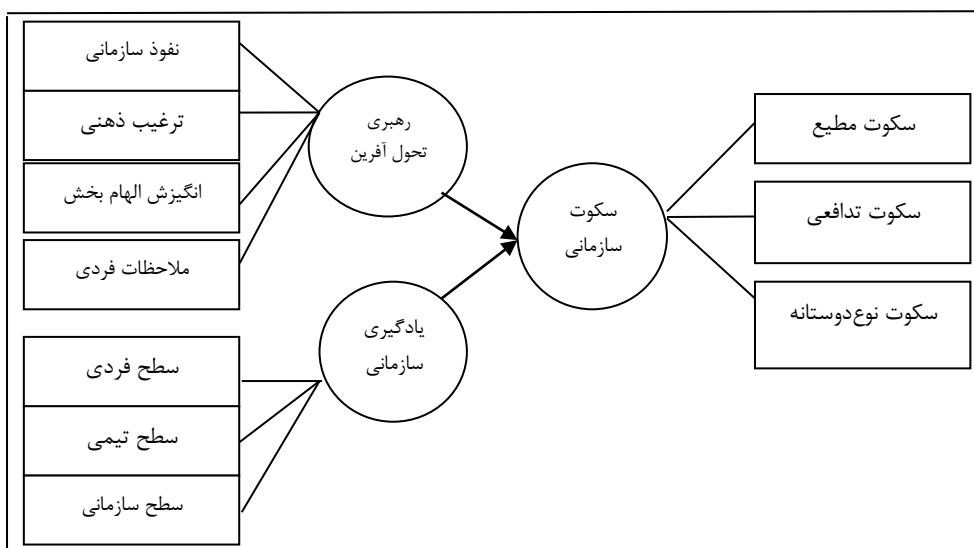 نفوذ سازمانی
ترغیب ذهنی
انگیزش الهام بخش
ملاحظات فردی
رهبری
تحول آفرین
سطح فردی
سطح تیمی
سطح سازمانی
یادگیری
سازمانی
سکوت
سازمانی
سکوت مطیع
سکوت تدافعی
سکوت نوع‌دوستانه